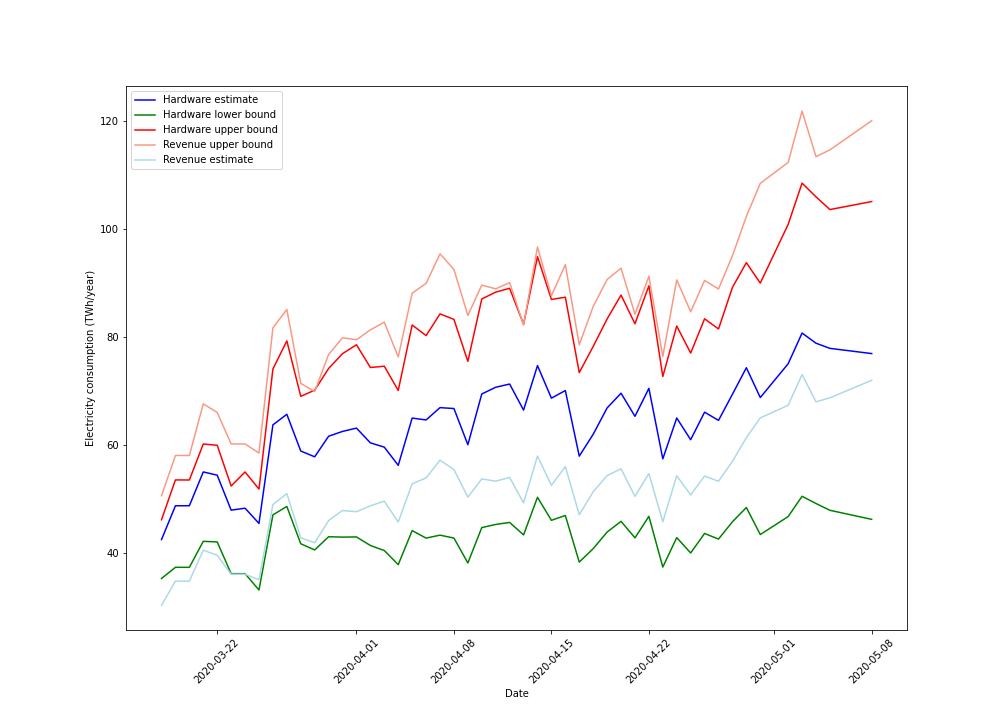 Hardware estimate
Hardware lower bound
Hardware upper bound
Revenue upper bound
Revenue estimate
120
100
80
60
40
Electricity consumption (TWh/year)
2020-03-22
2020-04-01
2020-04-08
2020-04-15
2020-04-22
2020-05-01
2020-05-08
Date